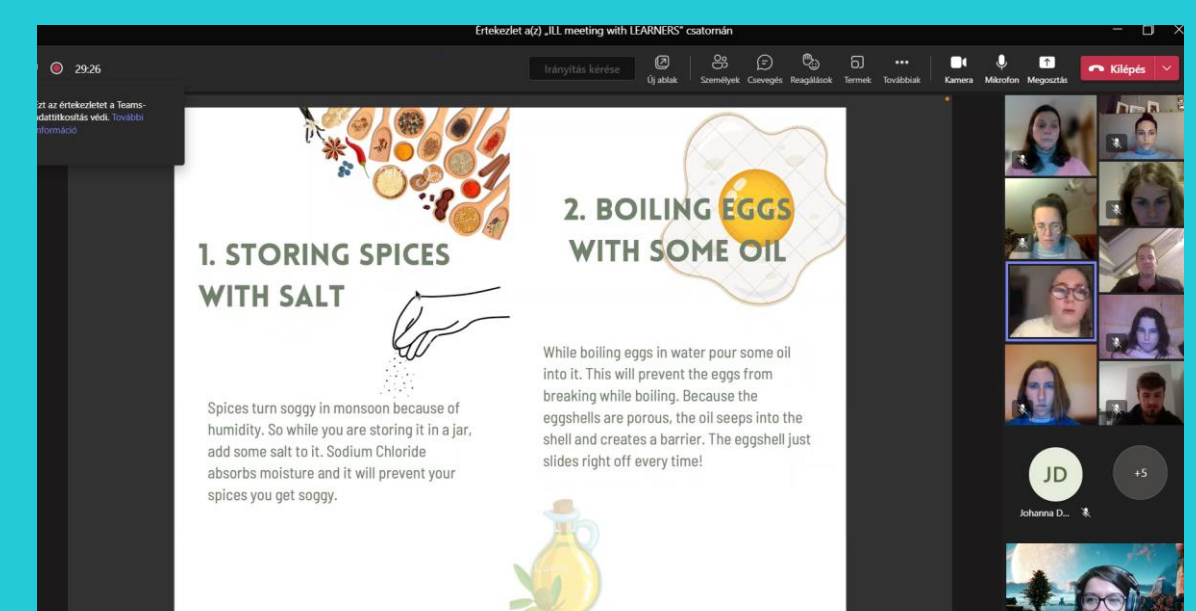 Értekezlet a(z) „ILL meeting with LEARNERS” csatornán
29:26
Irányítás kérése
Új ablak
Személyek
Csevegés
Reagálások
Termek
Továbbiak
Kamera
Mikrofon
Megosztás
Kilépés
zt az értekezletet a Teams-
adattitkosítás védi. További
nformáció
1. STORING SPICES
WITH SALT
Spices turn soggy in monsoon because of
humidity. So while you are storing it in a jar,
add some salt to it. Sodium Chloride
absorbs moisture and it will prevent your
spices you get soggy.
2. BOILING EGGS
WITH SOME OIL
While boiling eggs in water pour some oil
into it. This will prevent the eggs from
breaking while boiling. Because the
eggshells are porous, the oil seeps into the
shell and creates a barrier. The eggshell just
slides right off every time!
JD
Johanna D...
+5